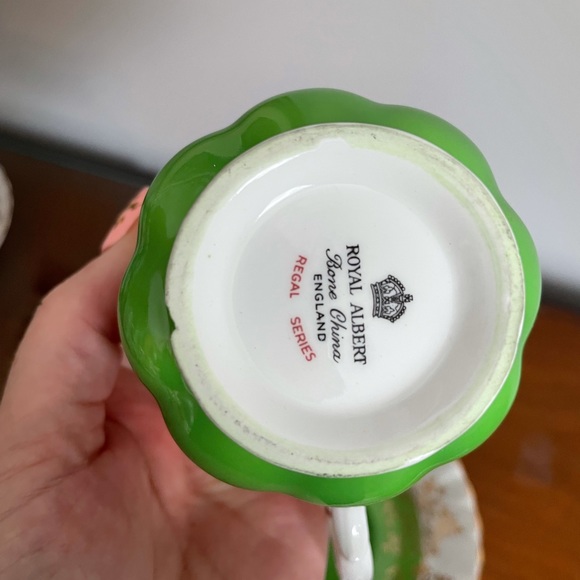 ROYAL ALBERT
Bone China
ENGLAND
REGAL SERIES